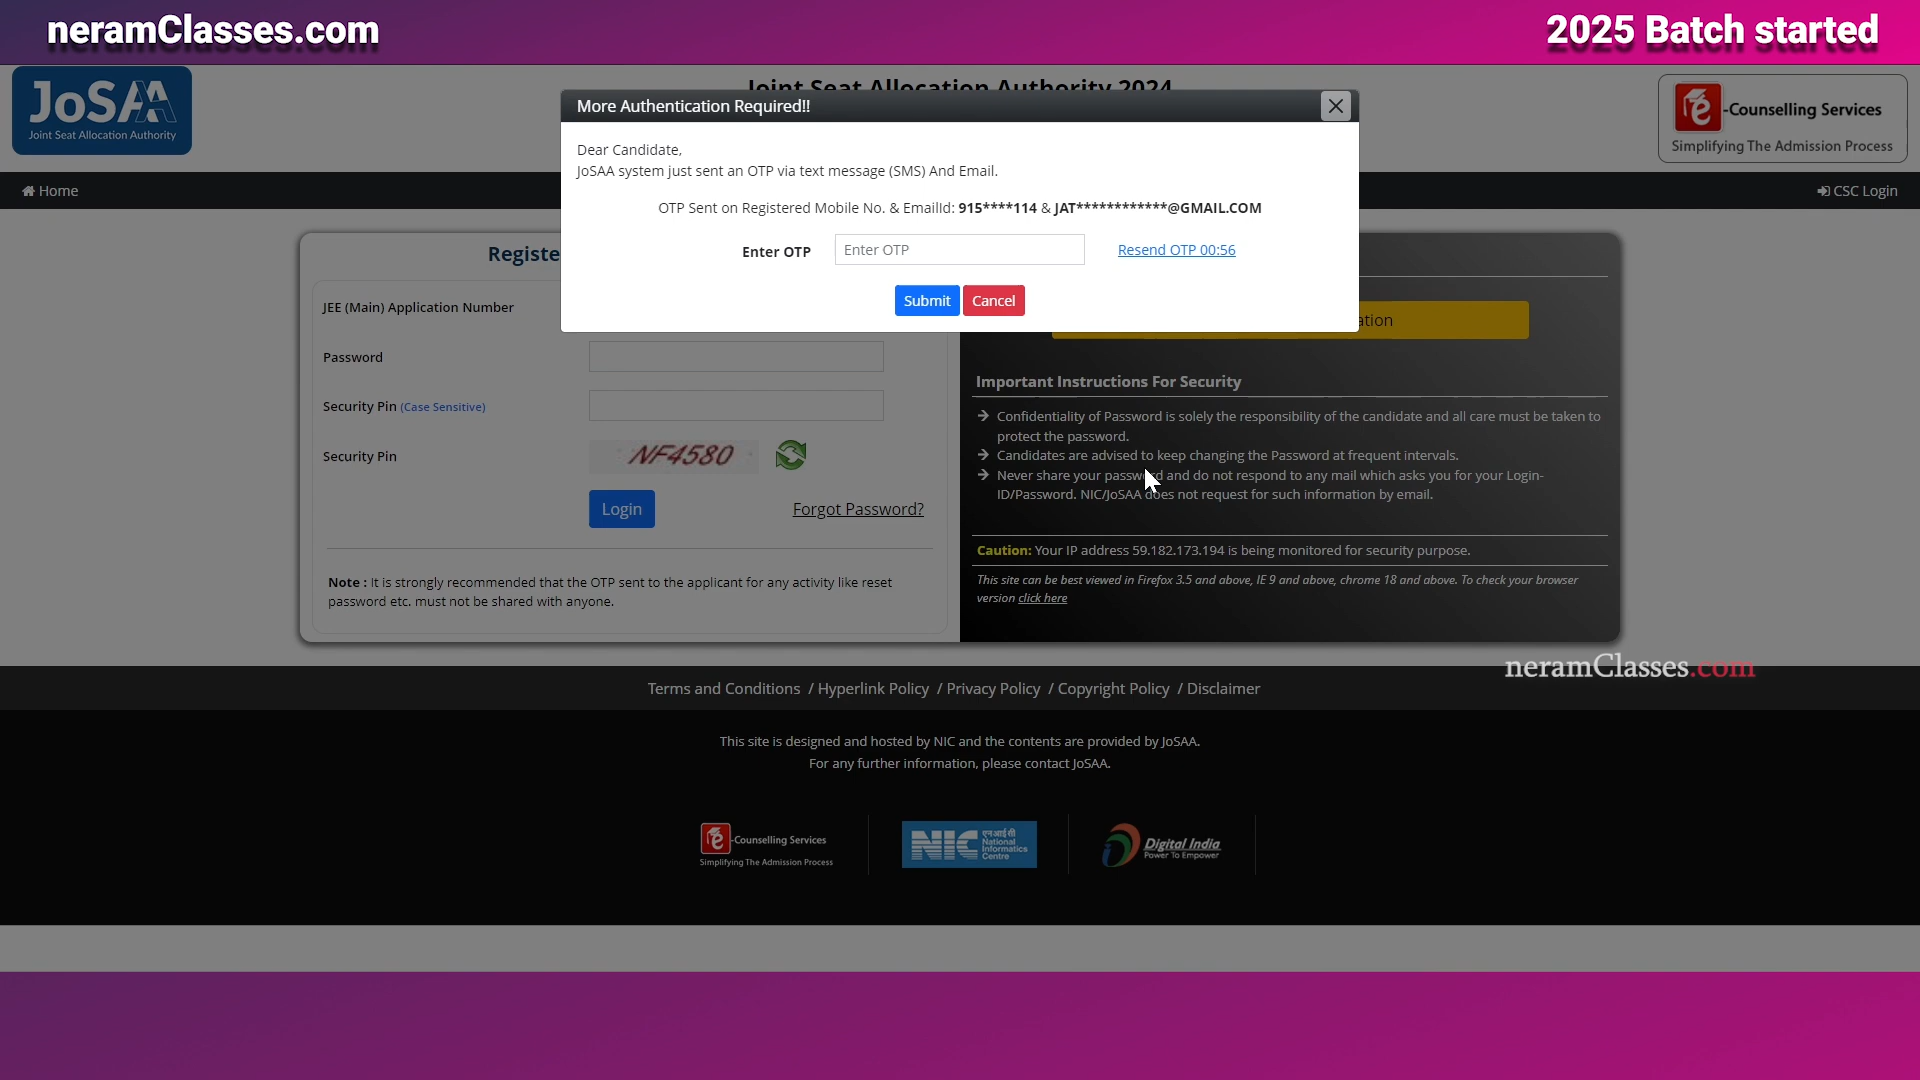 neramClasses.com
2025 Batch started
JoSAA
Joint Seat Allocation Authority
Joint Seat Allocation Authority 2024
e-Counselling Services
Simplifying The Admission Process
Home
CSC Login
More Authentication Required!!
Dear Candidate,
JoSAA system just sent an OTP via text message (SMS) And Email.
OTP Sent on Registered Mobile No. & EmailId: 915****114 & JAT************@GMAIL.COM
Enter OTP
Enter OTP
Resend OTP 00:56
Submit
Cancel
Registe
JEE (Main) Application Number
Password
Security Pin (Case Sensitive)
Security Pin
NF4580
Login
Forgot Password?
Note : It is strongly recommended that the OTP sent to the applicant for any activity like reset
password etc. must not be shared with anyone.
ation
Important Instructions For Security
Confidentiality of Password is solely the responsibility of the candidate and all care must be taken to
protect the password.
Candidates are advised to keep changing the Password at frequent intervals.
Never share your password and do not respond to any mail which asks you for your Login-
ID/Password. NIC/JoSAA does not request for such information by email.
Caution: Your IP address 59.182.173.194 is being monitored for security purpose.
This site can be best viewed in Firefox 3.5 and above, IE 9 and above, chrome 18 and above. To check your browser
version click here
neramClasses.com
Terms and Conditions / Hyperlink Policy / Privacy Policy / Copyright Policy / Disclaimer
This site is designed and hosted by NIC and the contents are provided by JoSAA.
For any further information, please contact JoSAA.
e-Counselling Services
Simplifying The Admission Process
NIC
एनआईसी
National
Informatics
Centre
Digital India
Power To Empower